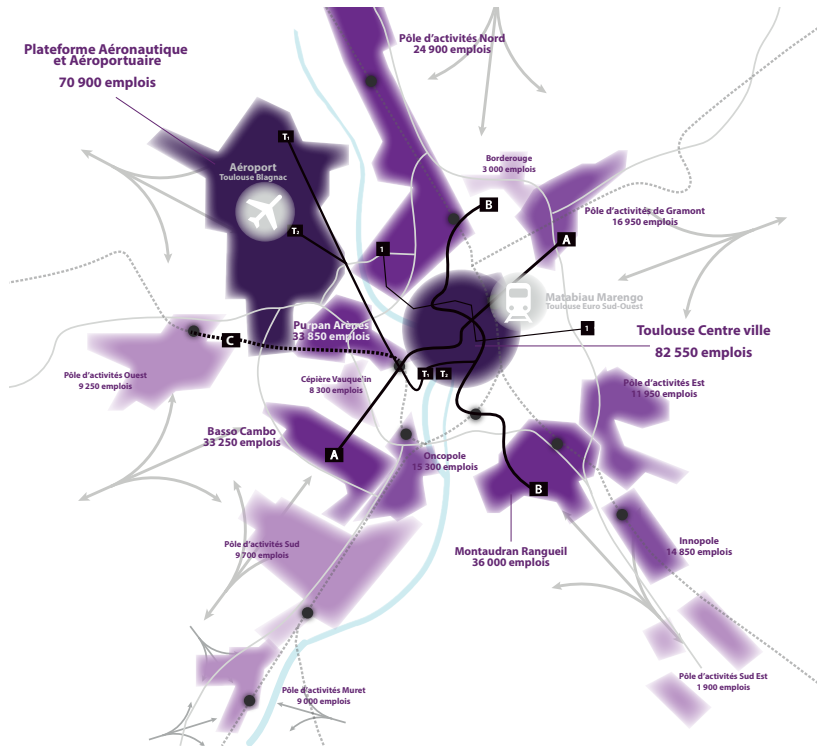 Pôle d'activités Nord
24 900 emplois
Plateforme Aéronautique
et Aéroportuaire
70 900 emplois
T1
Aéroport
Toulouse Blagnac
T2
Borderouge
3 000 emplois
B
Pôle d'activités de Gramont
16 950 emplois
A
1
Matabiau Marengo
Toulouse Euro Sud-Ouest
1
Toulouse Centre ville
82 550 emplois
Purpan Arènes
33 850 emplois
C
Pôle d'activités Ouest
9 250 emplois
Cépière Vauque'in
8 300 emplois
T1
T2
Pôle d'activités Est
11 950 emplois
Basso Cambo
33 250 emplois
A
Oncopole
15 300 emplois
B
Pôle d'activités Sud
9 700 emplois
Montaudran Rangueil
36 000 emplois
Innopole
14 850 emplois
Pôle d'activités Sud Est
1 900 emplois
Pôle d'activités Muret
9 000 emplois